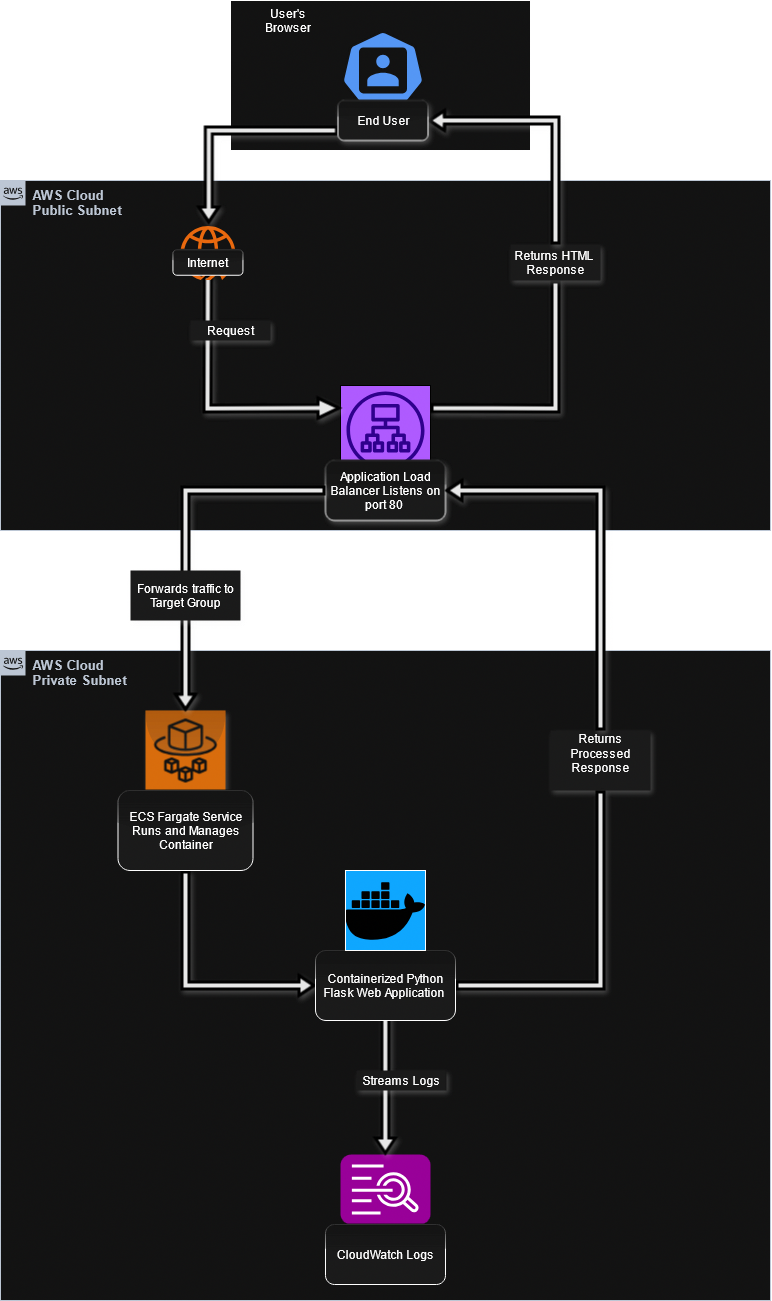 User's
Browser
End User
aws
AWS Cloud
Public Subnet
Internet
Returns HTML
Response
Request
Application Load
Balancer Listens on
port 80
Forwards traffic to
Target Group
aws
AWS Cloud
Private Subnet
Returns
Processed
Response
ECS Fargate Service
Runs and Manages
Container
Containerized Python
Flask Web Application
Streams Logs
CloudWatch Logs